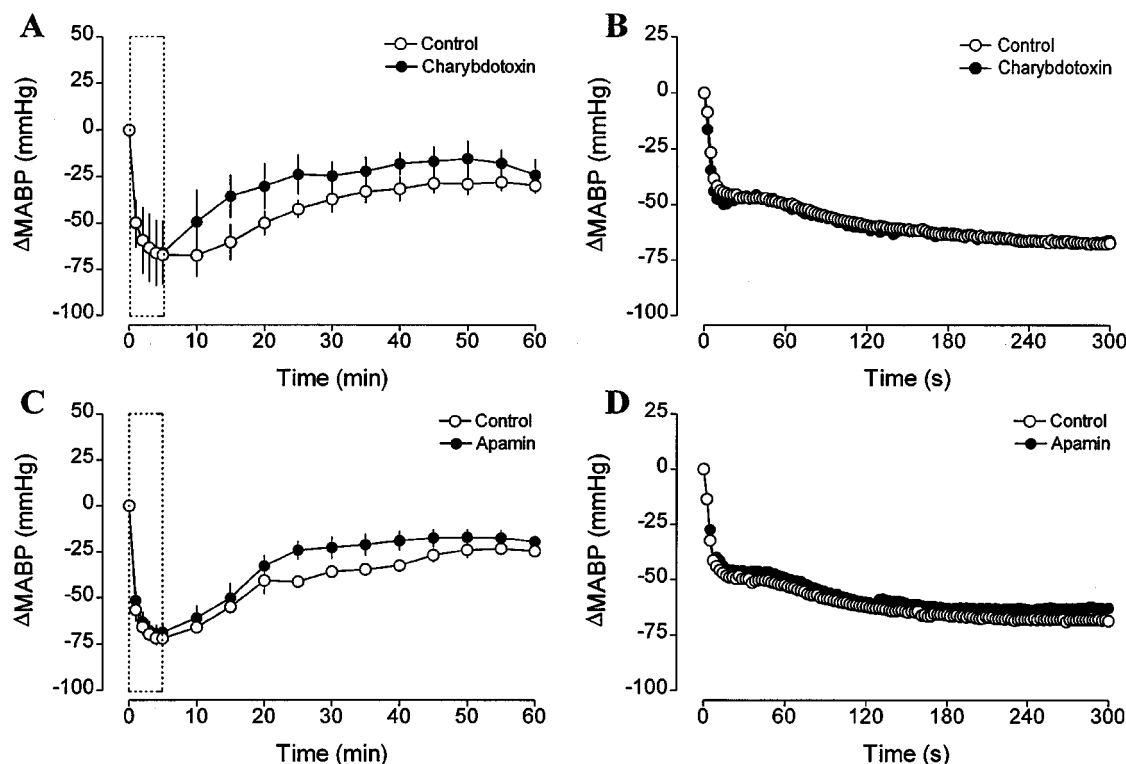 A
ΔMABP (mmHg)
50
25
0
-25
-50
-75
-100
Control
Charybdotoxin
0 10 20 30 40 50 60
Time (min)
B
ΔMABP (mmHg)
25
0
-25
-50
-75
-100
Control
Charybdotoxin
0 60 120 180 240 300
Time (s)
C
ΔMABP (mmHg)
50
25
0
-25
-50
-75
-100
Control
Apamin
0 10 20 30 40 50 60
Time (min)
D
ΔMABP (mmHg)
25
0
-25
-50
-75
-100
Control
Apamin
0 60 120 180 240 300
Time (s)